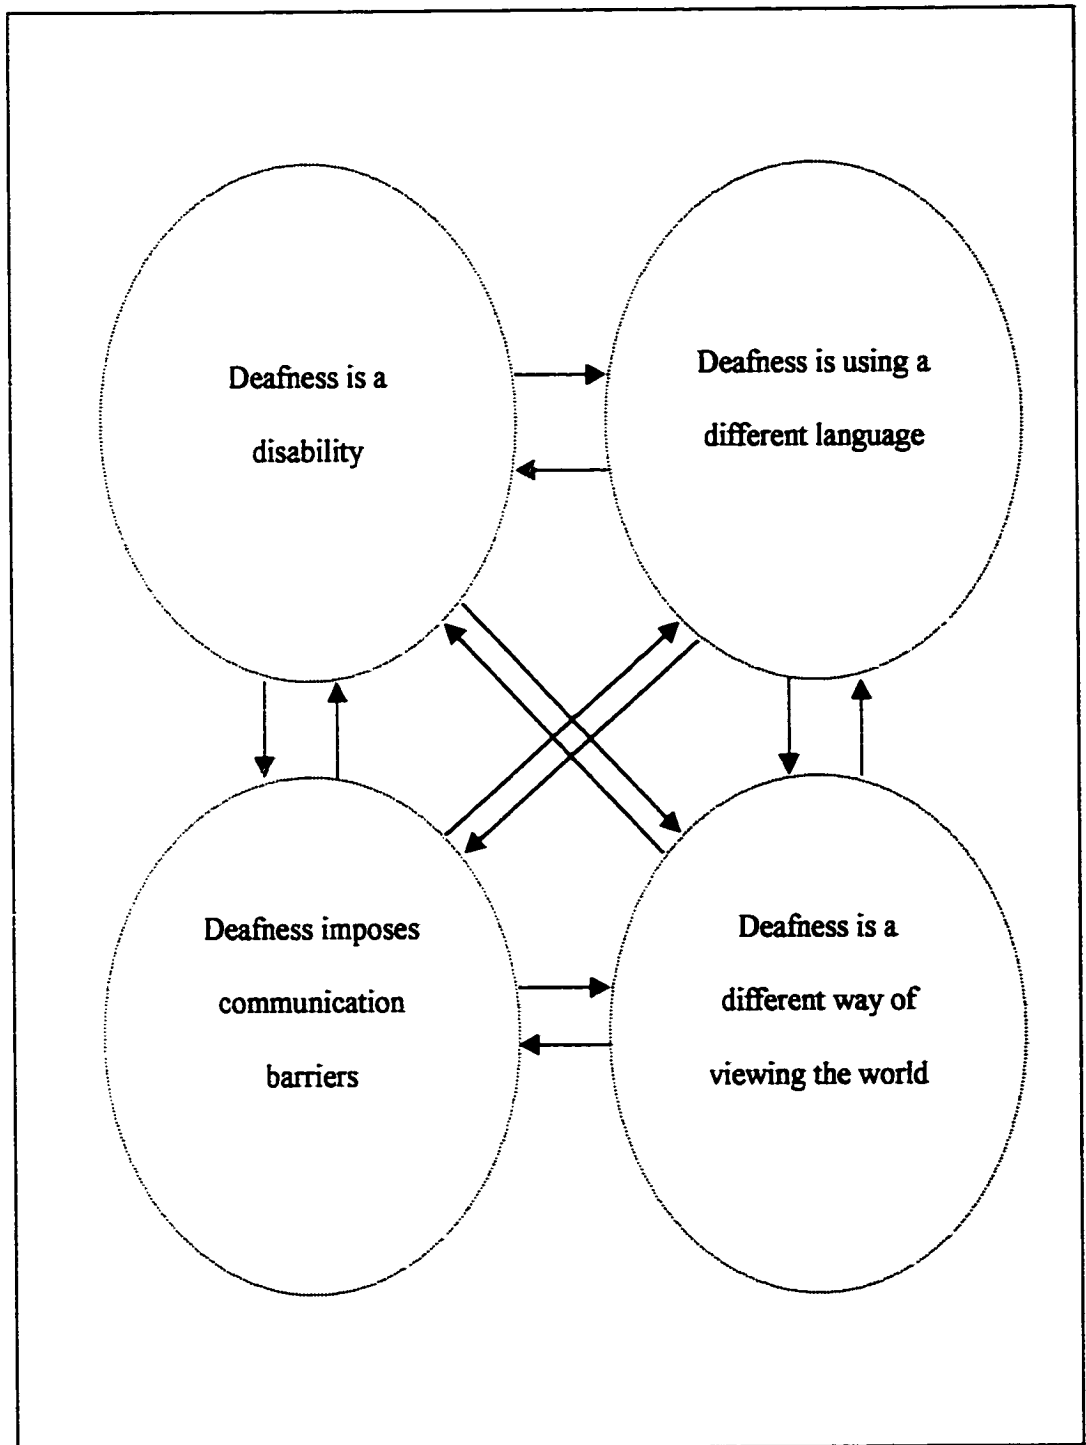 Deafness is a
disability
Deafness is using a
different language
Deafness imposes
communication
barriers
Deafness is a
different way of
viewing the world